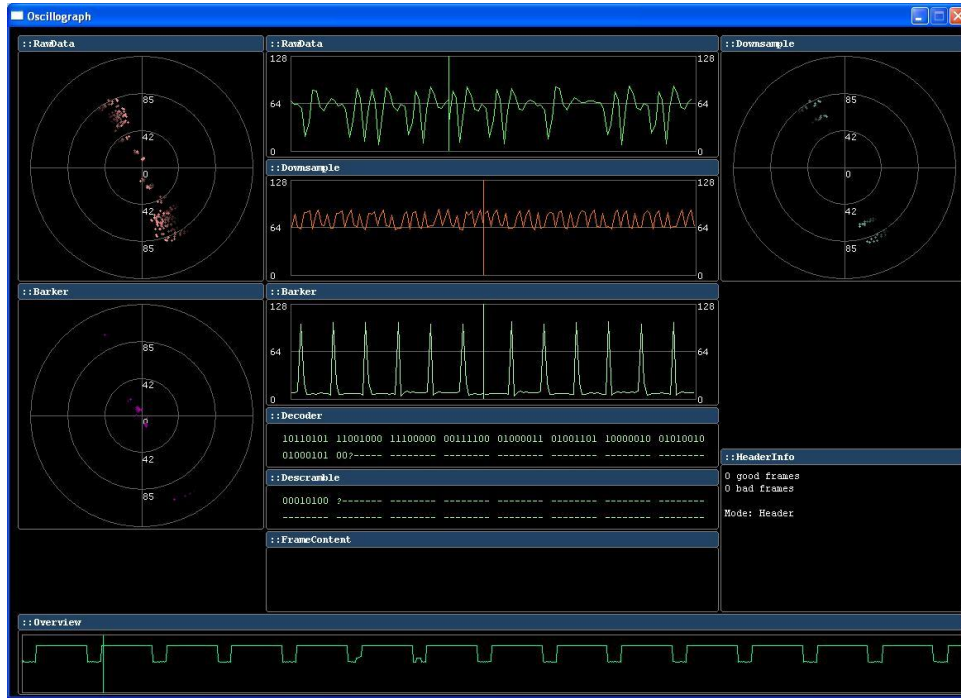 Oscillograph
::RawData
85
42
0
42
85
::RawData
128
64
0
128
64
0
::Downsample
128
64
0
128
64
0
::Downsample
85
42
0
42
85
::Barker
85
42
0
42
85
::Barker
128
64
0
128
64
0
::Decoder
10110101 11001000 11100000 00111100 01000011 01001101 10000010 01010010
01000101 00?----- -------- -------- -------- -------- -------- --------
::Descramble
00010100 ?------- -------- -------- -------- -------- -------- --------
-------- -------- -------- -------- -------- -------- -------- --------
::FrameContent
::HeaderInfo
0 good frames
0 bad frames
Mode: Header
::Overview